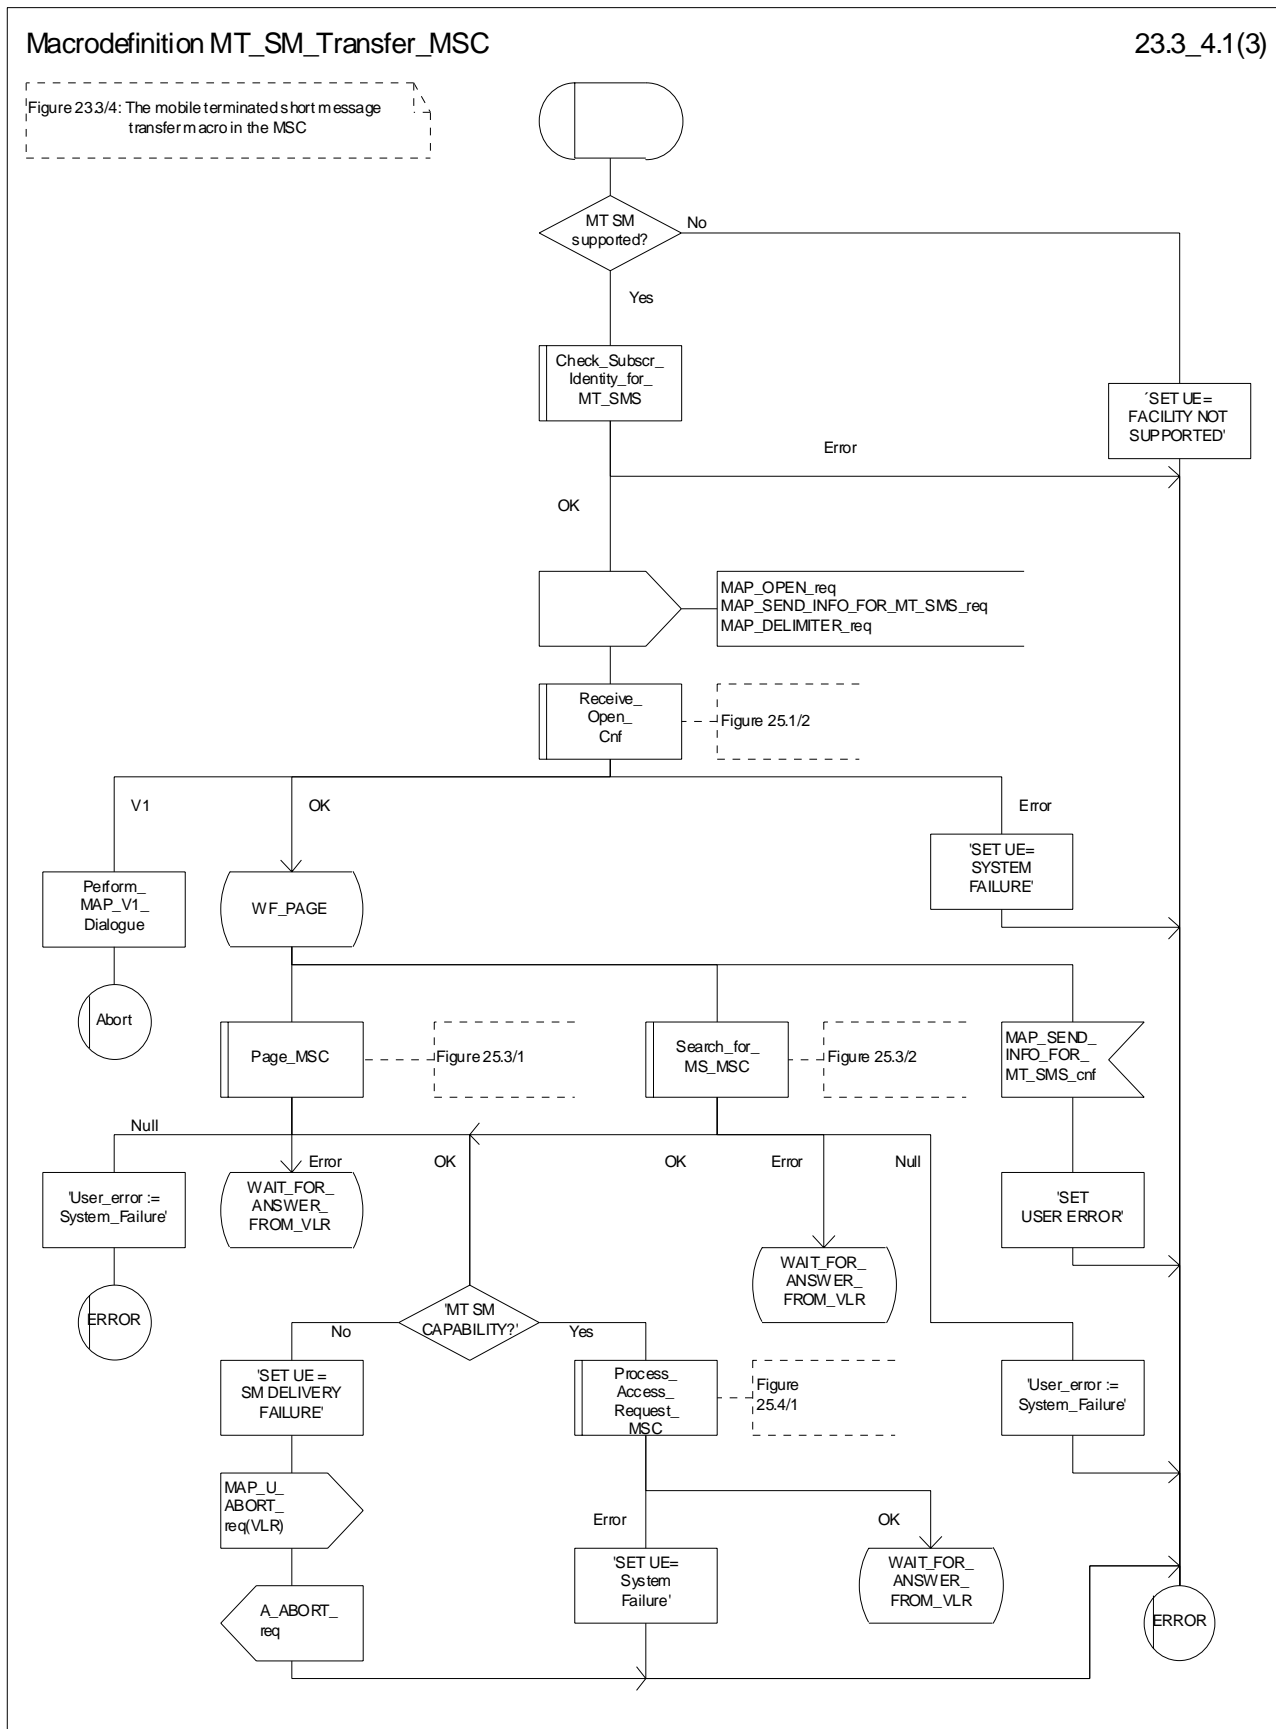 Macrodefinition MT_SM_Transfer_MSC
23.3_4.1(3)
Figure 23.3/4: The mobile terminated short message
transfer macro in the MSC
MT SM
supported?
No
Yes
Check_Subscr_
Identity_for_
MT_SMS
´SET UE=
FACILITY NOT
SUPPORTED'
Error
OK
MAP_OPEN_req
MAP_SEND_INFO_FOR_MT_SMS_req
MAP_DELIMITER_req
Receive_
Open_
Cnf
Figure 25.1/2
V1
OK
Error
'SET UE=
SYSTEM
FAILURE'
Perform_
MAP_V1_
Dialogue
WF_PAGE
Abort
Page_MSC
Figure 25.3/1
Search_for_
MS_MSC
Figure 25.3/2
MAP_SEND_
INFO_FOR_
MT_SMS_cnf
Null
Error
OK
OK
Error
Null
'User_error :=
System_Failure'
WAIT_FOR_
ANSWER_
FROM_VLR
'SET
USER ERROR'
WAIT_FOR_
ANSWER_
FROM_VLR
ERROR
'MT SM
CAPABILITY?'
No
Yes
'SET UE =
SM DELIVERY
FAILURE'
Process_
Access_
Request_
MSC
Figure
25.4/1
'User_error :=
System_Failure'
MAP_U_
ABORT_
req(VLR)
Error
OK
'SET UE=
System
Failure'
WAIT_FOR_
ANSWER_
FROM_VLR
A_ABORT_
req
ERROR